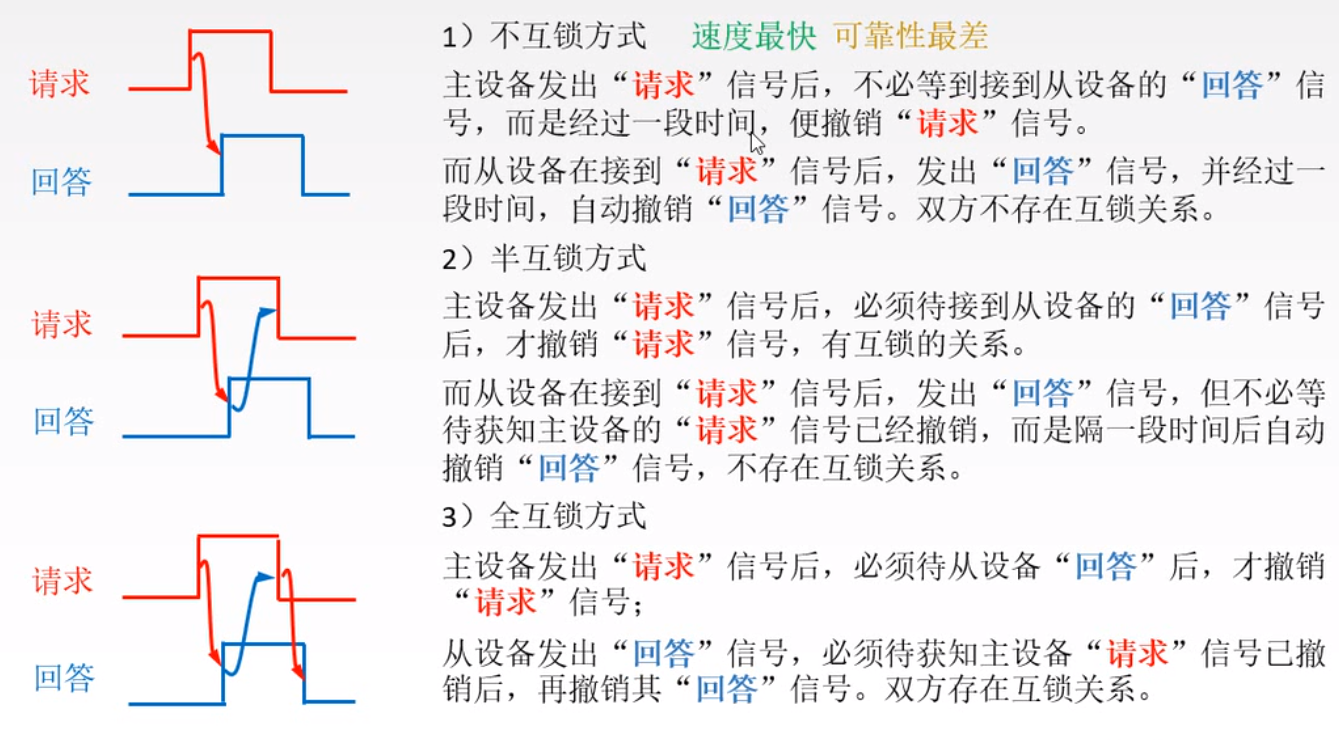 1）不互锁方式 速度最快 可靠性最差
请求
主设备发出“请求”信号后，不必等到接到从设备的“回答”信
号，而是经过一段时间，便撤销“请求”信号。
回答
而从设备在接到“请求”信号后，发出“回答”信号，并经过一
段时间，自动撤销“回答”信号。双方不存在互锁关系。
2）半互锁方式
请求
主设备发出“请求”信号后，必须待接到从设备的“回答”信号
后，才撤销“请求”信号，有互锁的关系。
回答
而从设备在接到“请求”信号后，发出“回答”信号，但不必等
待获知主设备的“请求”信号已经撤销，而是隔一段时间后自动
撤销“回答”信号，不存在互锁关系。
3）全互锁方式
请求
主设备发出“请求”信号后，必须待从设备“回答”后，才撤销
“请求”信号；
回答
从设备发出“回答”信号，必须待获知主设备“请求”信号已撤
销后，再撤销其“回答”信号。双方存在互锁关系。